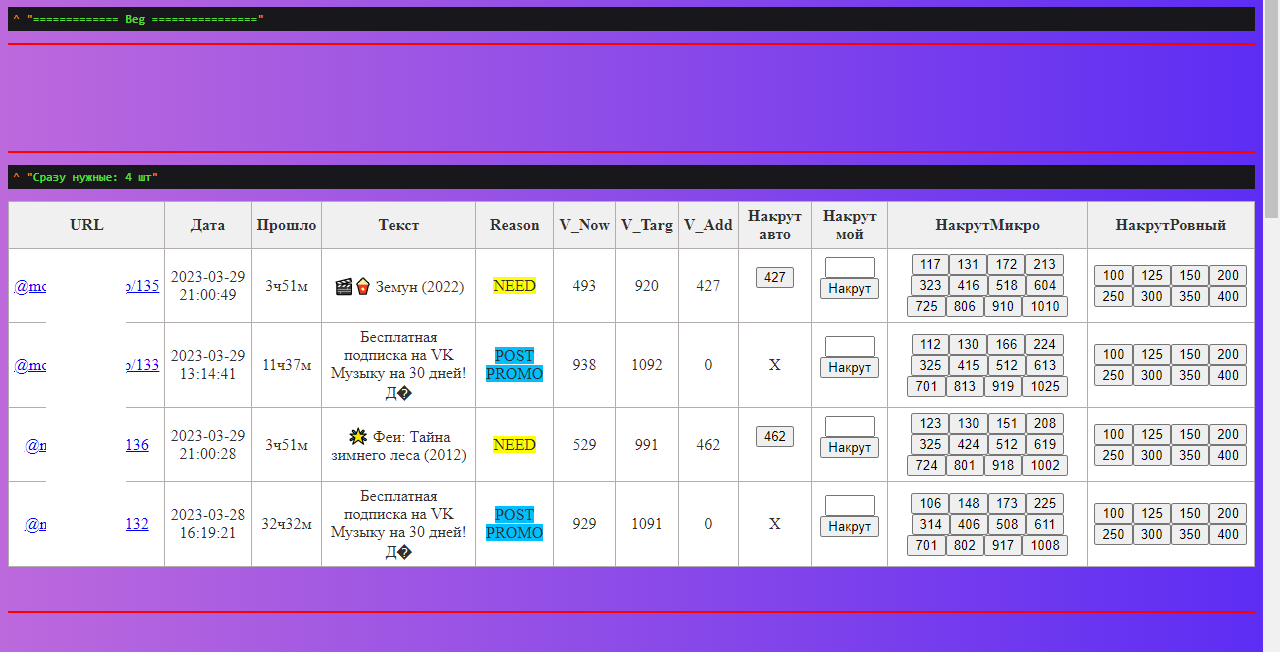 ^ "============= Beg ================"
^ "Сразу нужные: 4 шт"
URL Дата Прошло Текст Reason V_Now V_Targ V_Add Накрут авто Накрут мой НакрутМикро НакрутРовный
@mc /135 2023-03-29 21:00:49 3ч51м 🎬🍿 Земун (2022) NEED 493 920 427 427 Накрут
117 131 172 213
323 416 518 604
725 806 910 1010
100 125 150 200
250 300 350 400
@mc /133 2023-03-29 13:14:41 11ч37м Бесплатная подписка на VK Музыку на 30 дней! Д� POST PROMO 938 1092 0 X Накрут
112 130 166 224
325 415 512 613
701 813 919 1025
100 125 150 200
250 300 350 400
@ 136 2023-03-29 21:00:28 3ч51м 🌟 Феи: Тайна зимнего леса (2012) NEED 529 991 462 462 Накрут
123 130 151 208
325 424 512 619
724 801 918 1002
100 125 150 200
250 300 350 400
@ 132 2023-03-28 16:19:21 32ч32м Бесплатная подписка на VK Музыку на 30 дней! Д� POST PROMO 929 1091 0 X Накрут
106 148 173 225
314 406 508 611
701 802 917 1008
100 125 150 200
250 300 350 400